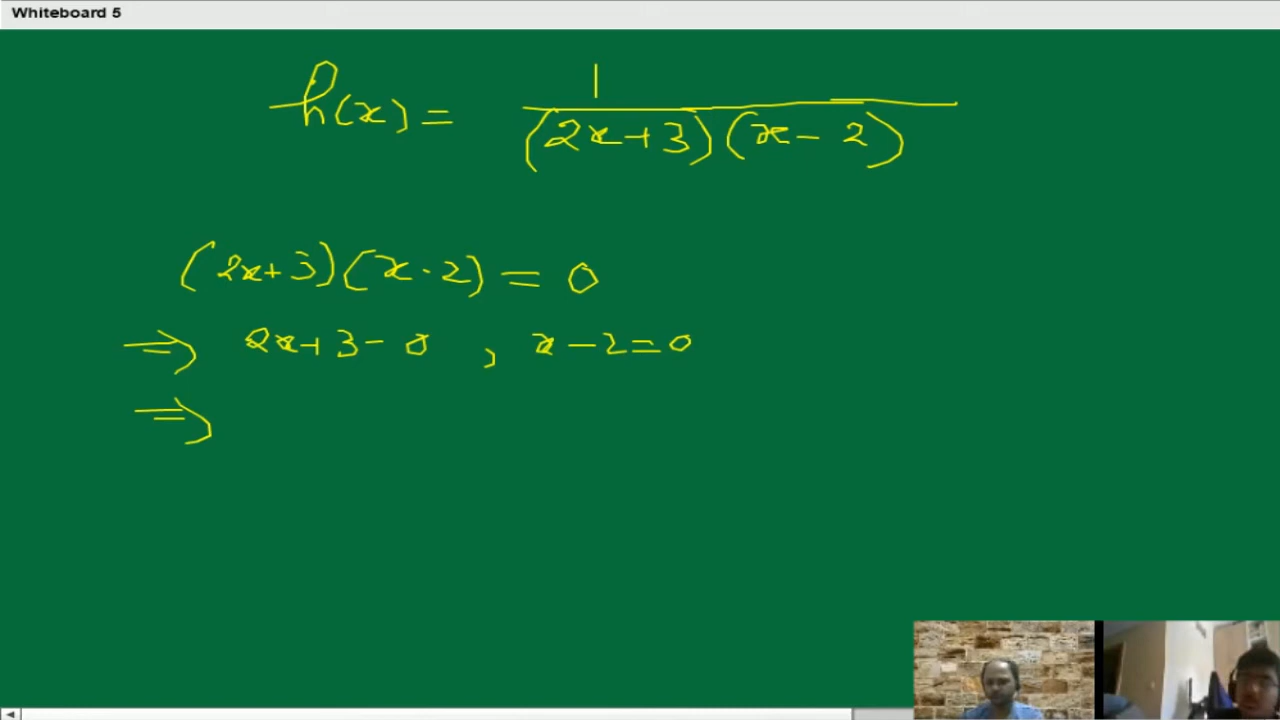 Whiteboard 5
h(x) = 1 / (2x+3)(x-2)
(2x+3)(x-2) = 0
⇒ 2x+3-0 , x-2=0
⇒